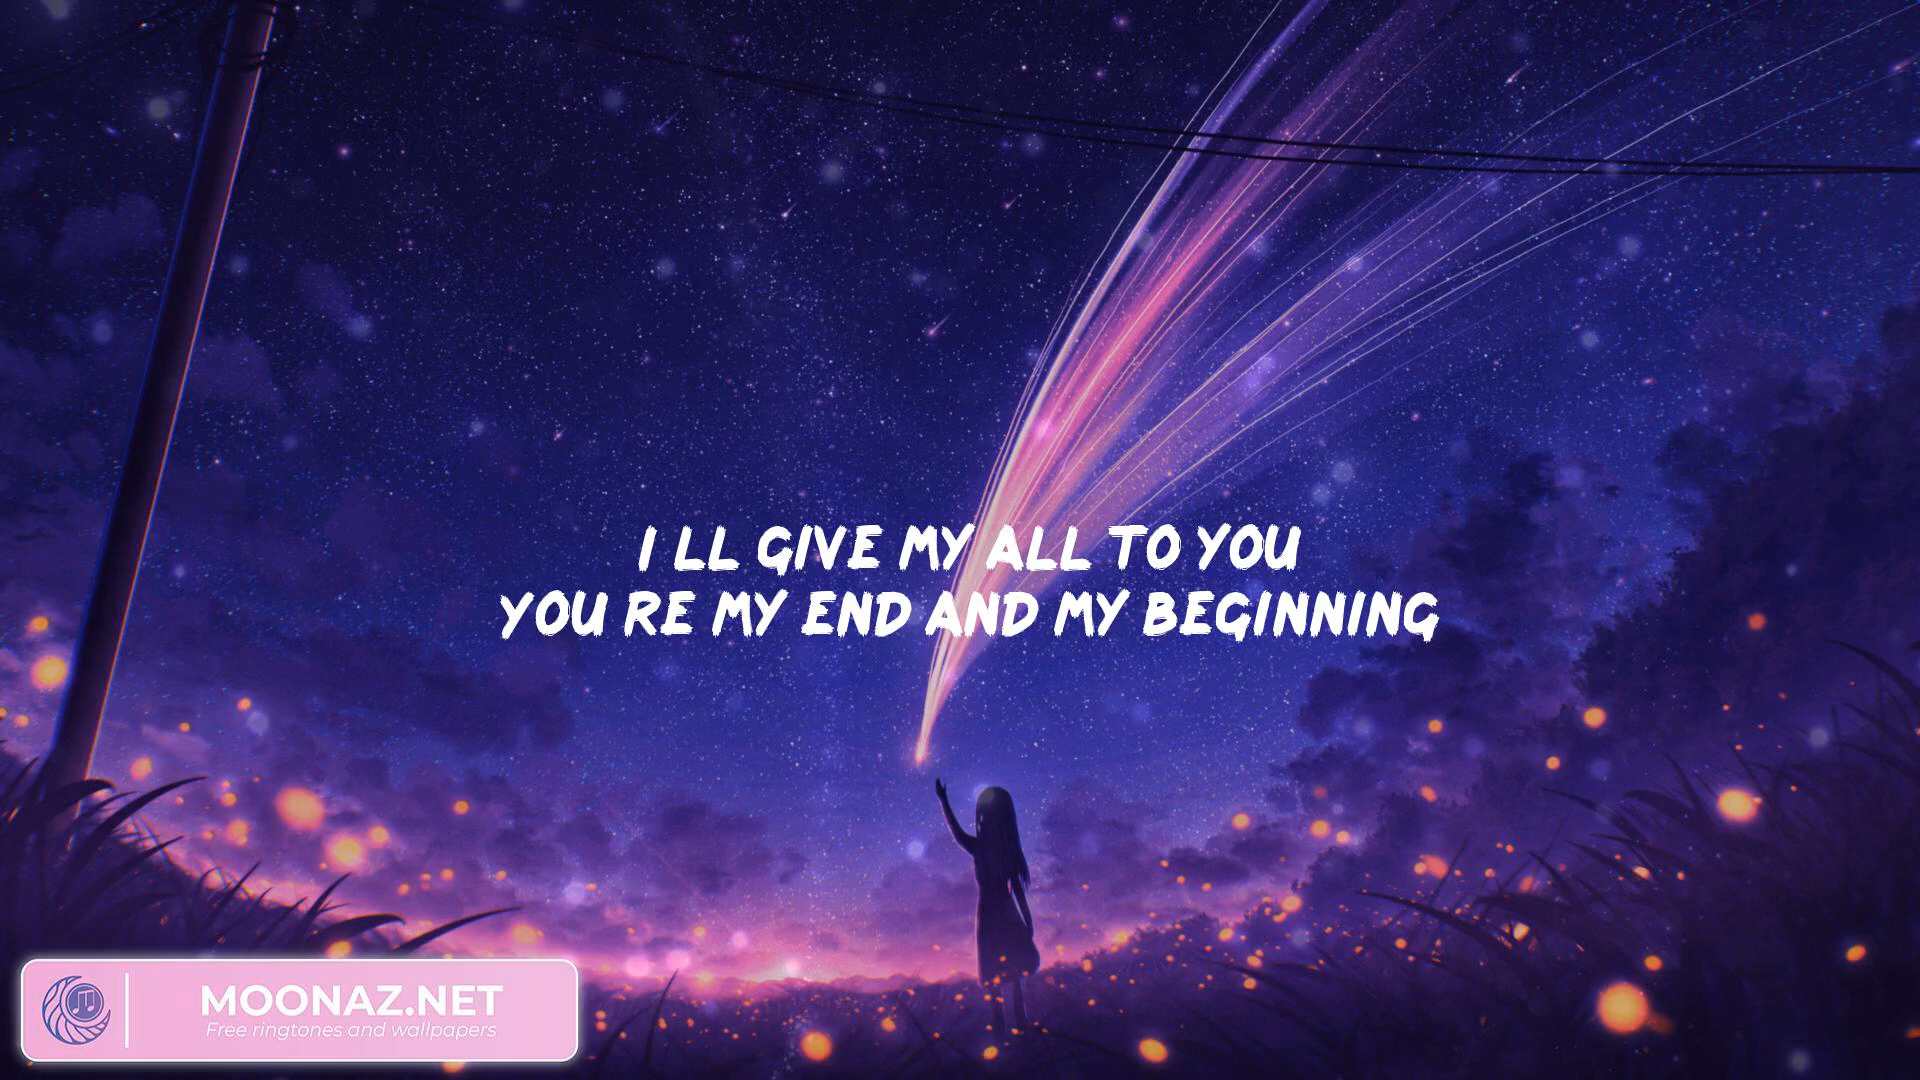 I LL GIVE MY ALL TO YOU
YOU RE MY END AND MY BEGINNING
MOONAZ.NET
Free ringtones and wallpapers